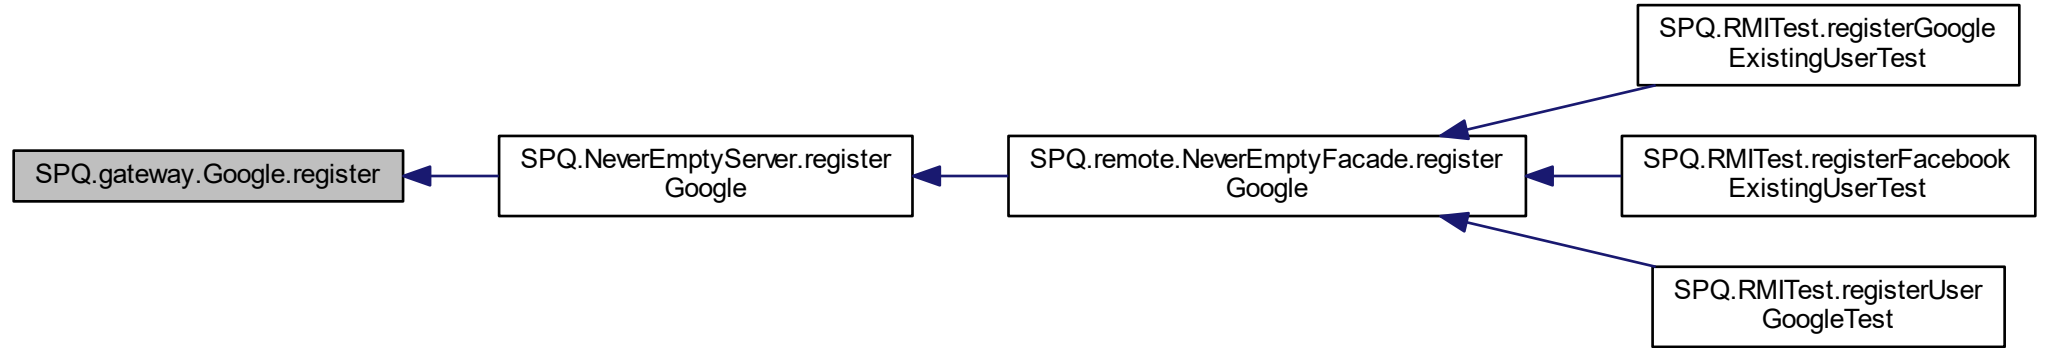 SPQ.gateway.Google.register
SPQ.NeverEmptyServer.register
Google
SPQ.remote.NeverEmptyFacade.register
Google
SPQ.RMITest.registerGoogle
ExistingUserTest
SPQ.RMITest.registerFacebook
ExistingUserTest
SPQ.RMITest.registerUser
GoogleTest